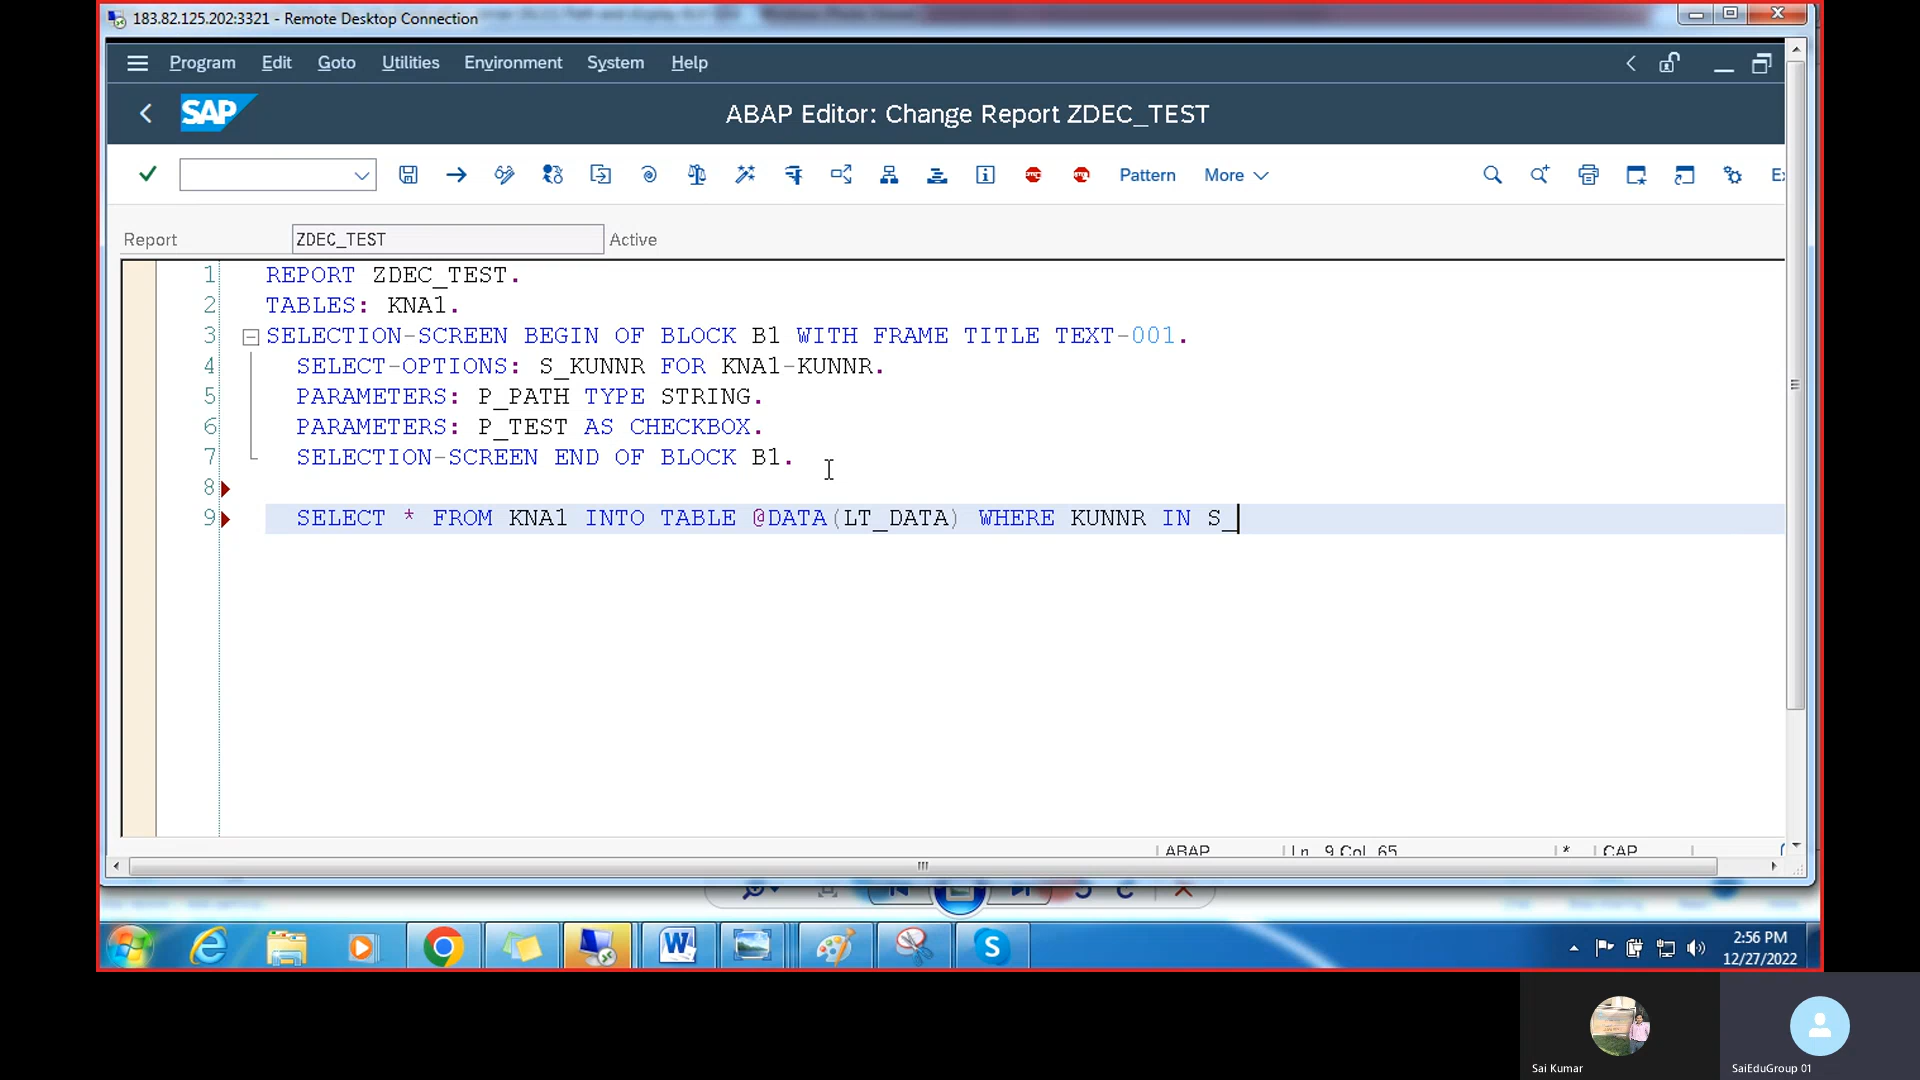 183.82.125.202:3321 - Remote Desktop Connection
Program Edit Goto Utilities Environment System Help
SAP
ABAP Editor: Change Report ZDEC_TEST
Pattern More
Report ZDEC_TEST Active
1 REPORT ZDEC_TEST.
2 TABLES: KNA1.
3 SELECTION-SCREEN BEGIN OF BLOCK B1 WITH FRAME TITLE TEXT-001.
4 SELECT-OPTIONS: S_KUNNR FOR KNA1-KUNNR.
5 PARAMETERS: P_PATH TYPE STRING.
6 PARAMETERS: P_TEST AS CHECKBOX.
7 SELECTION-SCREEN END OF BLOCK B1.
8
9 SELECT * FROM KNA1 INTO TABLE @DATA(LT_DATA) WHERE KUNNR IN S_
ABAP Ln 9 Col 65 * CAP
2:56 PM
12/27/2022
Sai Kumar
SaiEduGroup 01